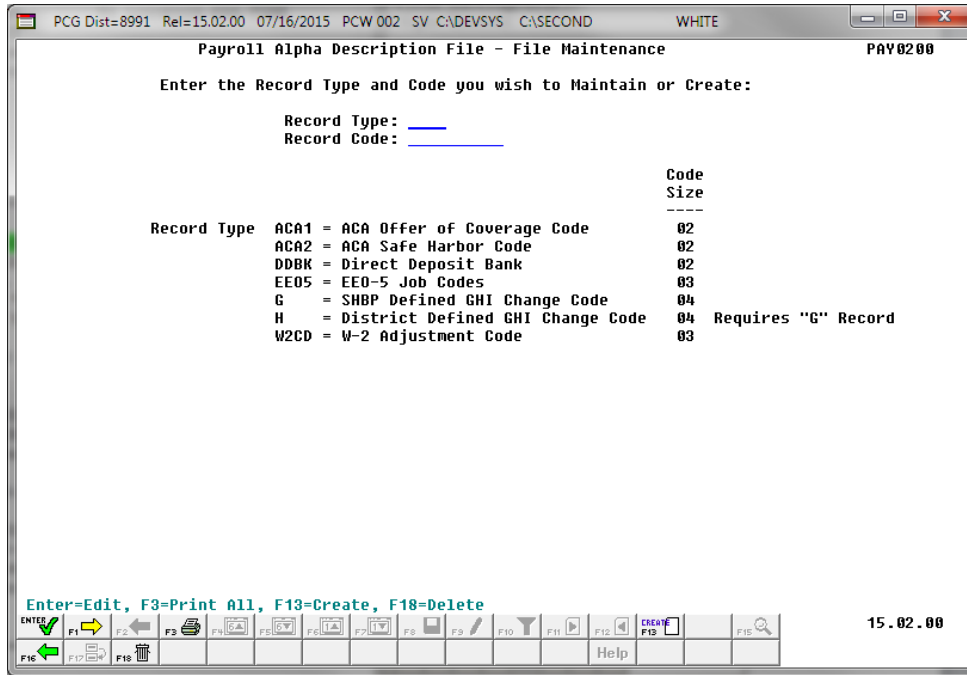 PCG Dist=8991 Rel=15.02.00 07/16/2015 PCW 002 SV C:\DEVSYS C:\SECOND WHITE
Payroll Alpha Description File - File Maintenance PAY0200
Enter the Record Type and Code you wish to Maintain or Create:
Record Type: ____
Record Code: __________
Code
Size
----
Record Type ACA1 = ACA Offer of Coverage Code 02
ACA2 = ACA Safe Harbor Code 02
DDBK = Direct Deposit Bank 02
EEO5 = EEO-5 Job Codes 03
G = SHBP Defined GHI Change Code 04
H = District Defined GHI Change Code 04 Requires "G" Record
W2CD = W-2 Adjustment Code 03
Enter=Edit, F3=Print All, F13=Create, F18=Delete
ENTER F1 F2 F3 F4 F5 F6 F7 F8 F9 F10 F11 F12 CREATE F13 F15 15.02.00
F16 F17 F18 Help